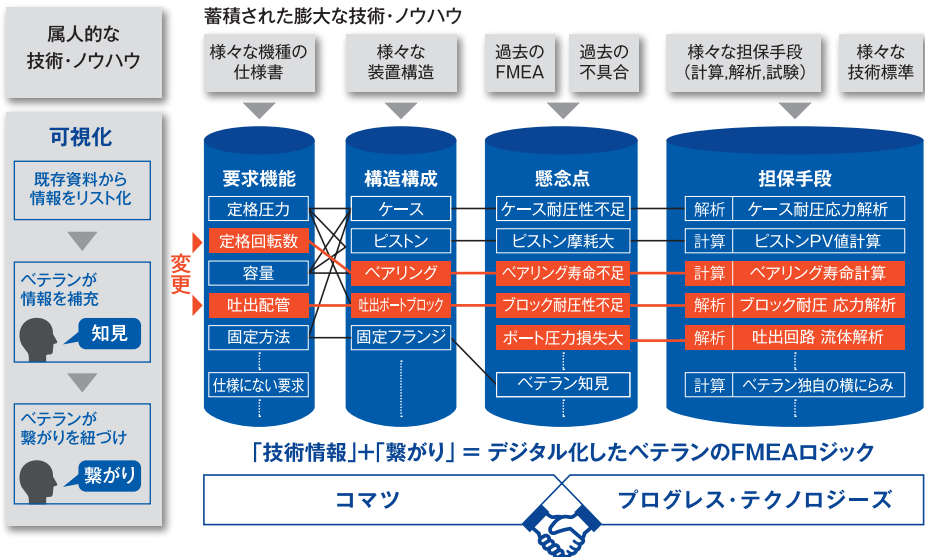 属人的な
技術・ノウハウ
可視化
既存資料から
情報をリスト化
ベテランが
情報を補充
知見
ベテランが
繋がりを紐づけ
繋がり
蓄積された膨大な技術・ノウハウ
様々な機種の
仕様書
様々な
装置構造
過去の
FMEA
過去の
不具合
様々な担保手段
(計算,解析,試験)
様々な
技術標準
変更
要求機能
定格圧力
定格回転数
容量
吐出配管
固定方法
仕様にない要求
構造構成
ケース
ピストン
ベアリング
吐出ポートブロック
固定フランジ
懸念点
ケース耐圧性不足
ピストン摩耗大
ベアリング寿命不足
ブロック耐圧性不足
ポート圧力損失大
ベテラン知見
担保手段
解析 ケース耐圧応力解析
計算 ピストンPV値計算
計算 ベアリング寿命計算
解析 ブロック耐圧 応力解析
解析 吐出回路 流体解析
計算 ベテラン独自の横にらみ
「技術情報」+「繋がり」 = デジタル化したベテランのFMEAロジック
コマツ
プログレス・テクノロジーズ